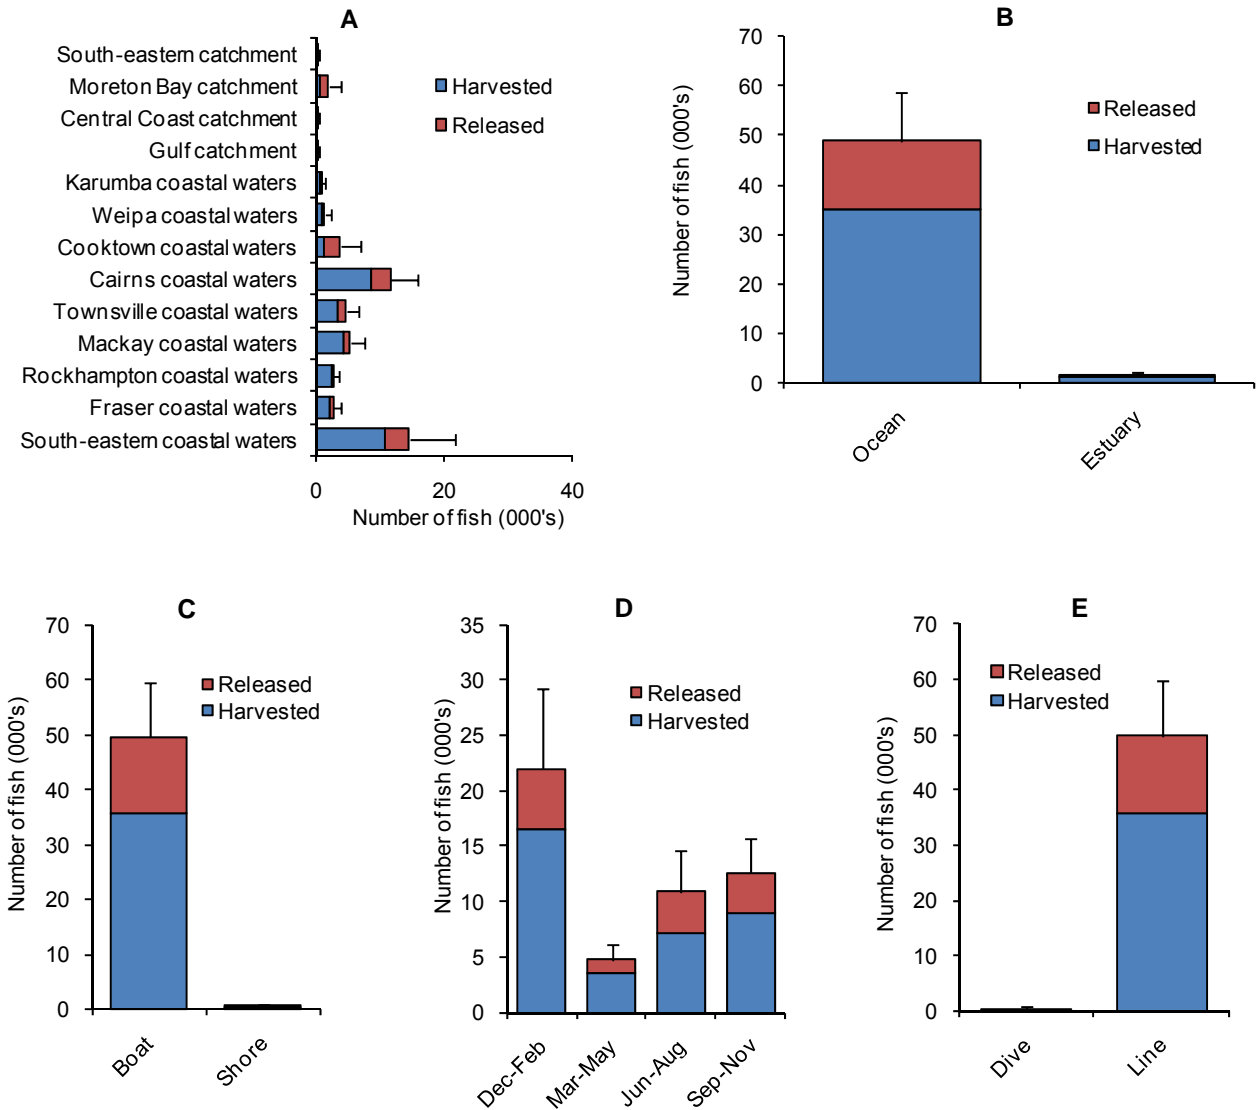 A
South-eastern catchment
Moreton Bay catchment
Central Coast catchment
Gulf catchment
Karumba coastal waters
Weipa coastal waters
Cooktown coastal waters
Cairns coastal waters
Townsville coastal waters
Mackay coastal waters
Rockhampton coastal waters
Fraser coastal waters
South-eastern coastal waters
Harvested
Released
0 20 40
Number of fish (000's)
B
Number of fish (000's)
70
60
50
40
30
20
10
0
Released
Harvested
Ocean
Estuary
C
Number of fish (000's)
70
60
50
40
30
20
10
0
Released
Harvested
Boat
Shore
D
Number of fish (000's)
35
30
25
20
15
10
5
0
Released
Harvested
Dec-Feb
Mar-May
Jun-Aug
Sep-Nov
E
Number of fish (000's)
70
60
50
40
30
20
10
0
Released
Harvested
Dive
Line